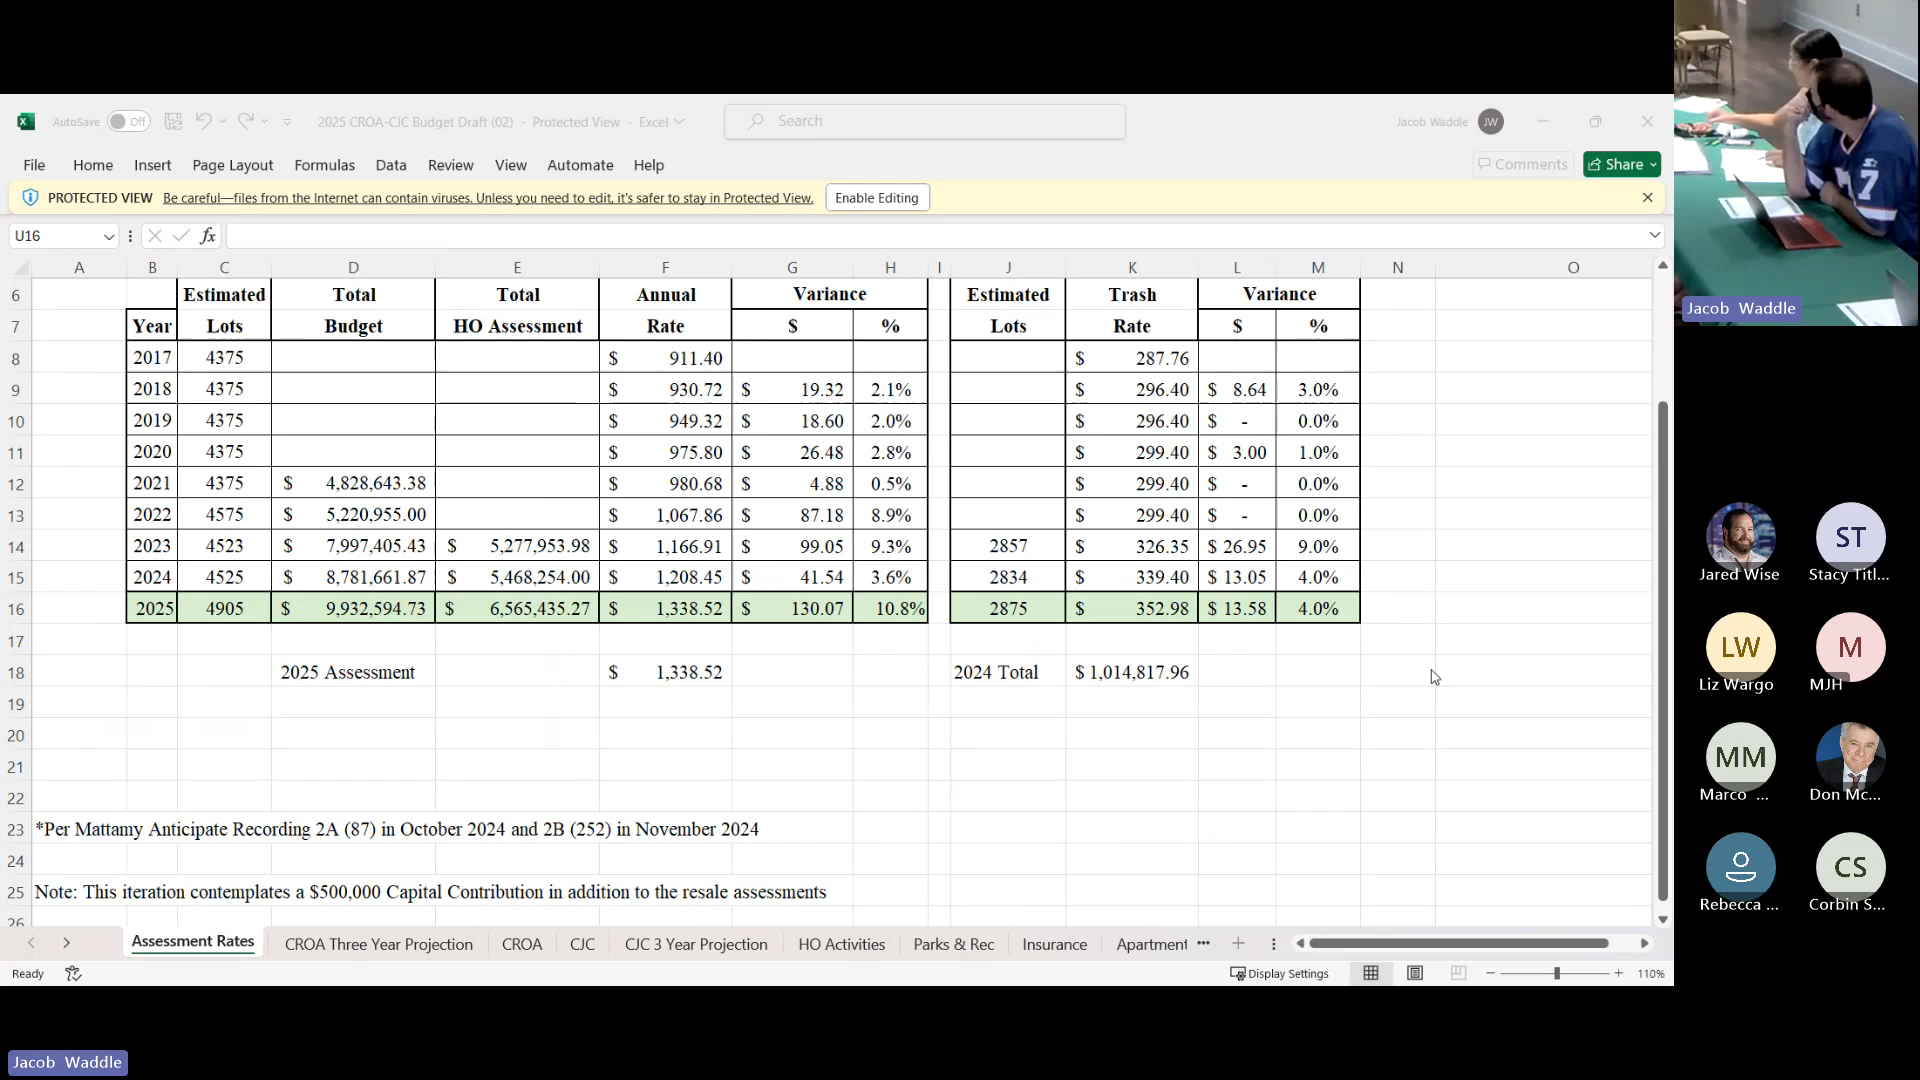 AutoSave Off 2025 CROA-CJC Budget Draft (02) - Protected View - Excel Search Jacob Waddle JW
File Home Insert Page Layout Formulas Data Review View Automate Help Comments Share
PROTECTED VIEW Be careful—files from the Internet can contain viruses. Unless you need to edit, it's safer to stay in Protected View. Enable Editing
U16 fx
A B C D E F G H I J K L M N O
6 Estimated Total Total Annual Variance Estimated Trash Variance
7 Year Lots Budget HO Assessment Rate $ % Lots Rate $ %
8 2017 4375 $ 911.40 $ 287.76
9 2018 4375 $ 930.72 $ 19.32 2.1% $ 296.40 $ 8.64 3.0%
10 2019 4375 $ 949.32 $ 18.60 2.0% $ 296.40 $ - 0.0%
11 2020 4375 $ 975.80 $ 26.48 2.8% $ 299.40 $ 3.00 1.0%
12 2021 4375 $ 4,828,643.38 $ 980.68 $ 4.88 0.5% $ 299.40 $ - 0.0%
13 2022 4575 $ 5,220,955.00 $ 1,067.86 $ 87.18 8.9% $ 299.40 $ - 0.0%
14 2023 4523 $ 7,997,405.43 $ 5,277,953.98 $ 1,166.91 $ 99.05 9.3% 2857 $ 326.35 $ 26.95 9.0%
15 2024 4525 $ 8,781,661.87 $ 5,468,254.00 $ 1,208.45 $ 41.54 3.6% 2834 $ 339.40 $ 13.05 4.0%
16 2025 4905 $ 9,932,594.73 $ 6,565,435.27 $ 1,338.52 $ 130.07 10.8% 2875 $ 352.98 $ 13.58 4.0%
17
18 2025 Assessment $ 1,338.52 2024 Total $ 1,014,817.96
19
20
21
22
23 *Per Mattamy Anticipate Recording 2A (87) in October 2024 and 2B (252) in November 2024
24
25 Note: This iteration contemplates a $500,000 Capital Contribution in addition to the resale assessments
26
Assessment Rates CROA Three Year Projection CROA CJC CJC 3 Year Projection HO Activities Parks & Rec Insurance Apartment ...
Ready Display Settings 110%
Jacob Waddle
7
Jacob Waddle
ST
Jared Wise Stacy Titl...
LW M
Liz Wargo MJH
MM
Marco ... Don Mc...
CS
Rebecca ... Corbin S...